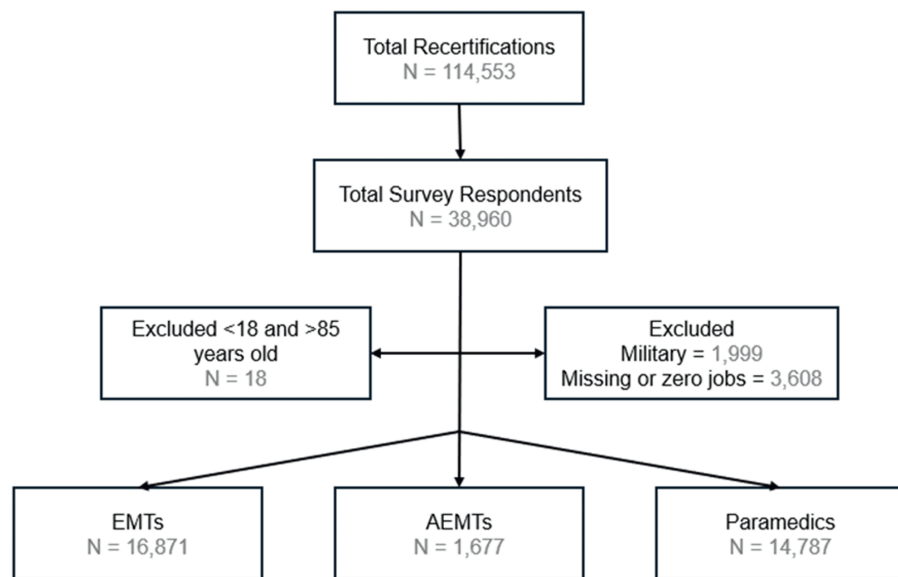 Total Recertifications
N = 114,553
Total Survey Respondents
N = 38,960
Excluded <18 and >85
years old
N = 18
Excluded
Military = 1,999
Missing or zero jobs = 3,608
EMTs
N = 16,871
AEMTs
N = 1,677
Paramedics
N = 14,787